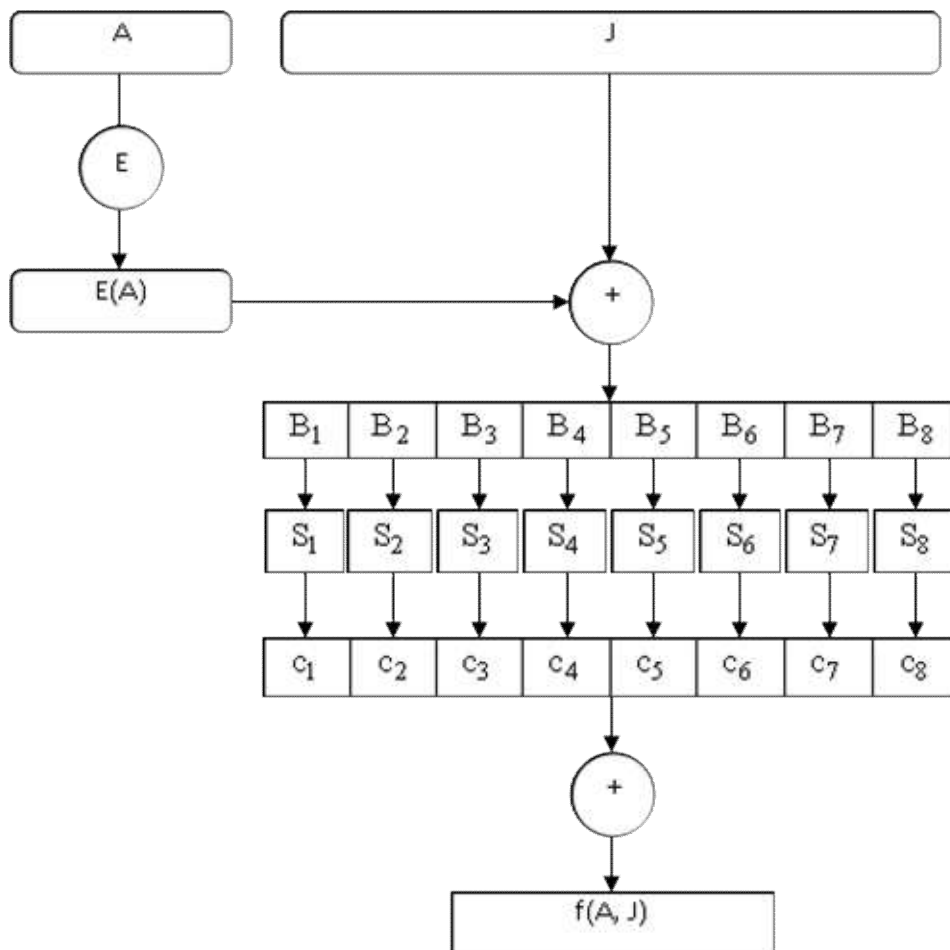 A
J
E
E(A)
+
B₁ B₂ B₃ B₄ B₅ B₆ B₇ B₈
S₁ S₂ S₃ S₄ S₅ S₆ S₇ S₈
c₁ c₂ c₃ c₄ c₅ c₆ c₇ c₈
+
f(A, J)